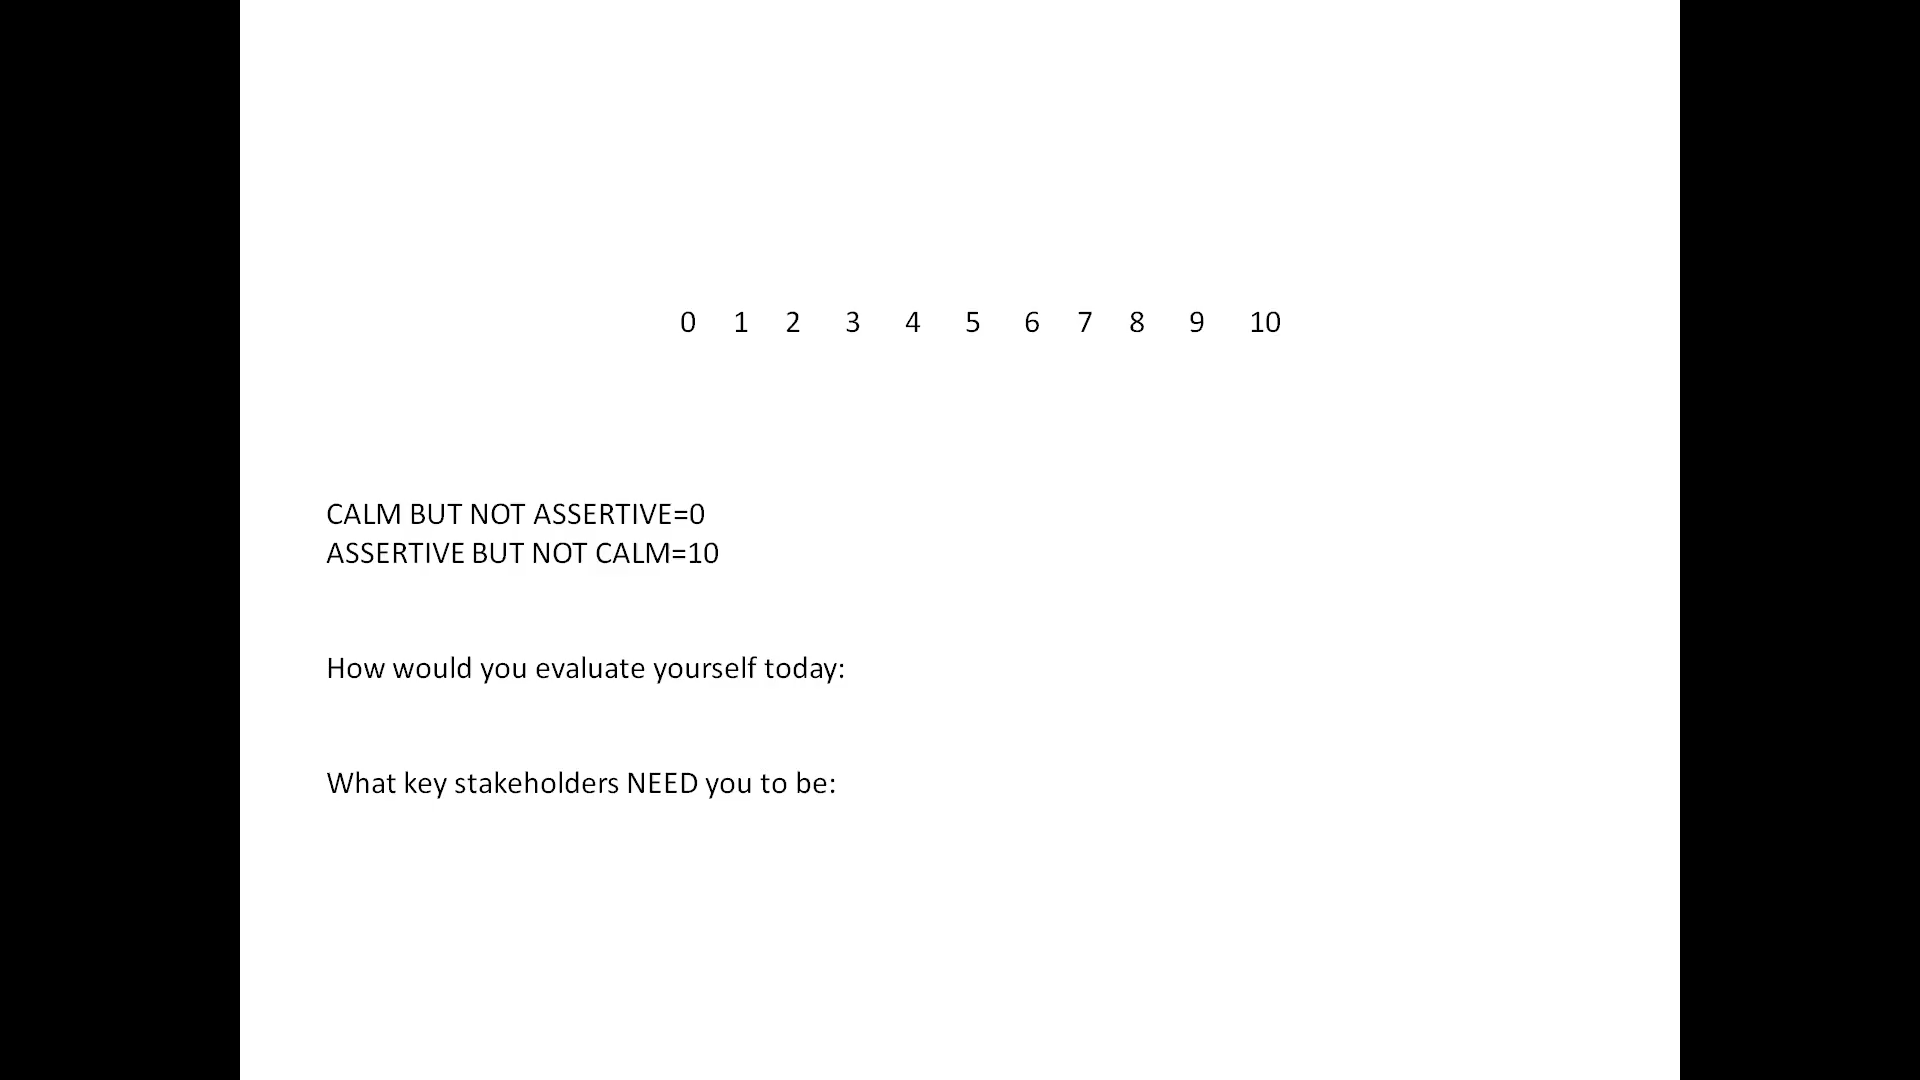 0 1 2 3 4 5 6 7 8 9 10
CALM BUT NOT ASSERTIVE=0
ASSERTIVE BUT NOT CALM=10
How would you evaluate yourself today:
What key stakeholders NEED you to be: